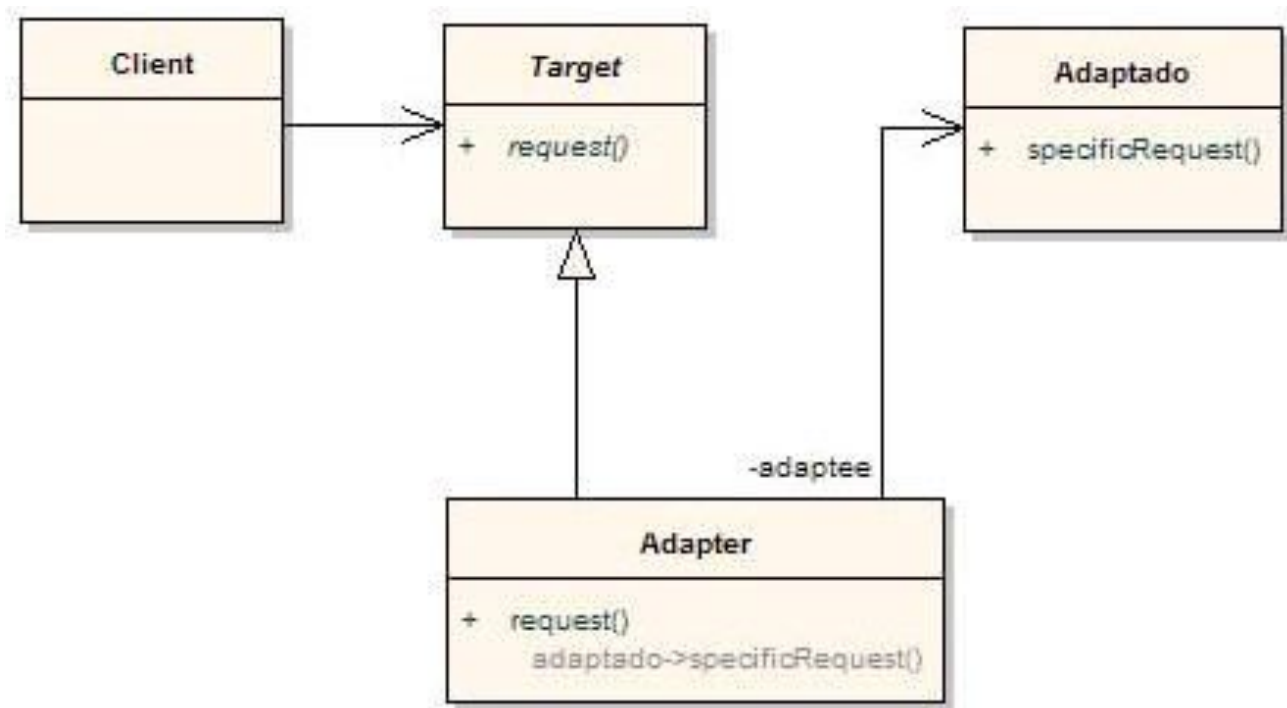 Client
Target
+ request()
Adaptado
+ specificRequest()
-adaptee
Adapter
+ request()
adaptado->specificRequest()